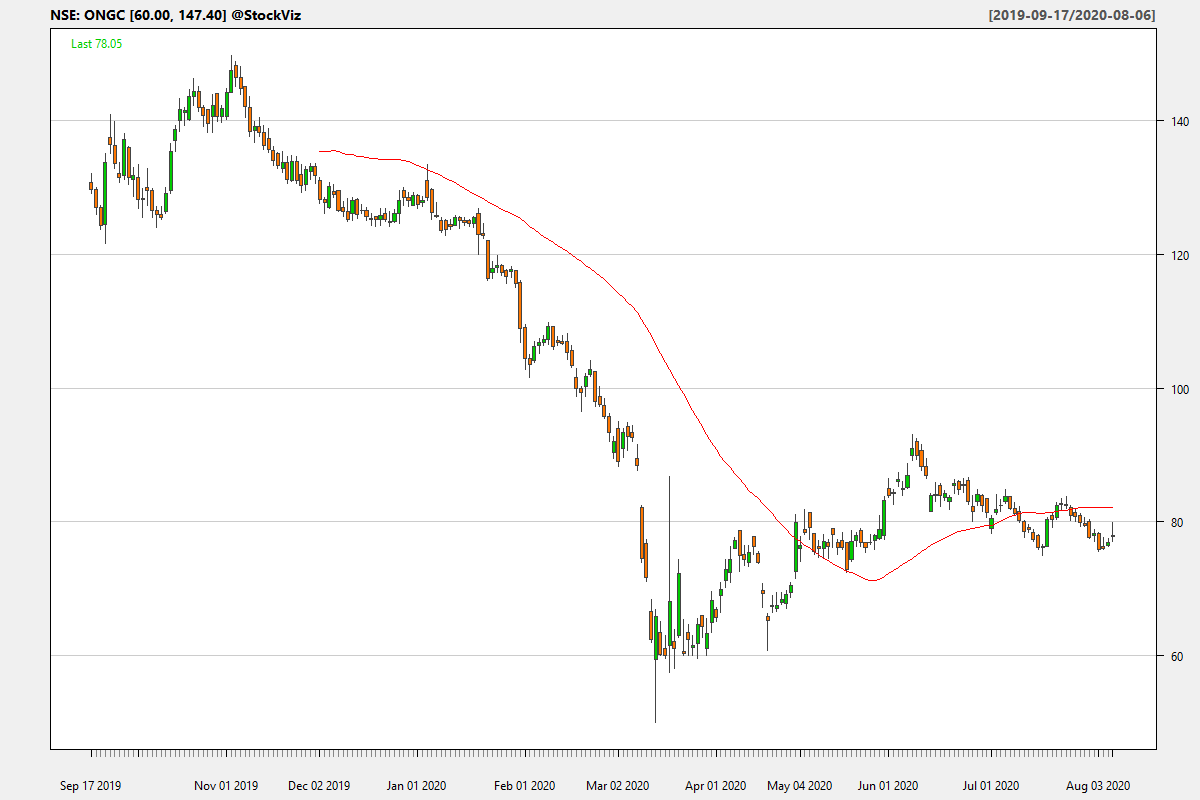 NSE: ONGC [60.00, 147.40] @StockViz
[2019-09-17/2020-08-06]
Last 78.05
140
120
100
80
60
Sep 17 2019 Nov 01 2019 Dec 02 2019 Jan 01 2020 Feb 01 2020 Mar 02 2020 Apr 01 2020 May 04 2020 Jun 01 2020 Jul 01 2020 Aug 03 2020